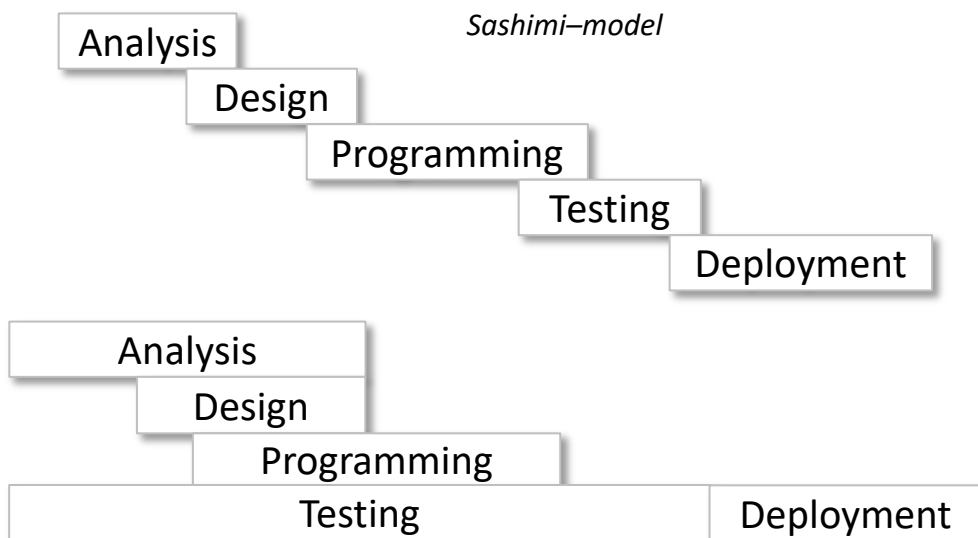 Sashimi–model
Analysis
Design
Programming
Testing
Deployment
Analysis
Design
Programming
Testing Deployment